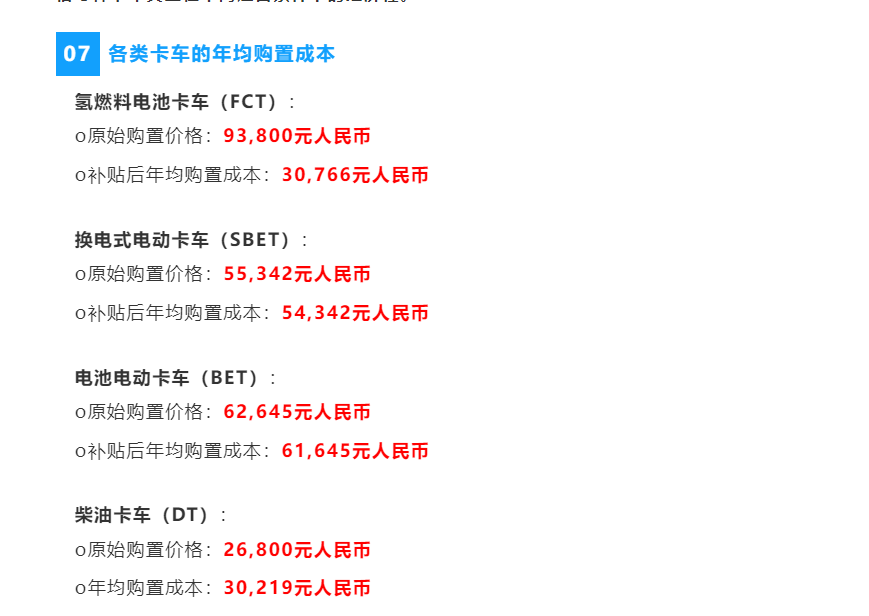 07 各类卡车的年均购置成本
氢燃料电池卡车（FCT）：
o原始购置价格：93,800元人民币
o补贴后年均购置成本：30,766元人民币
换电式电动卡车（SBET）：
o原始购置价格：55,342元人民币
o补贴后年均购置成本：54,342元人民币
电池电动卡车（BET）：
o原始购置价格：62,645元人民币
o补贴后年均购置成本：61,645元人民币
柴油卡车（DT）：
o原始购置价格：26,800元人民币
o年均购置成本：30,219元人民币